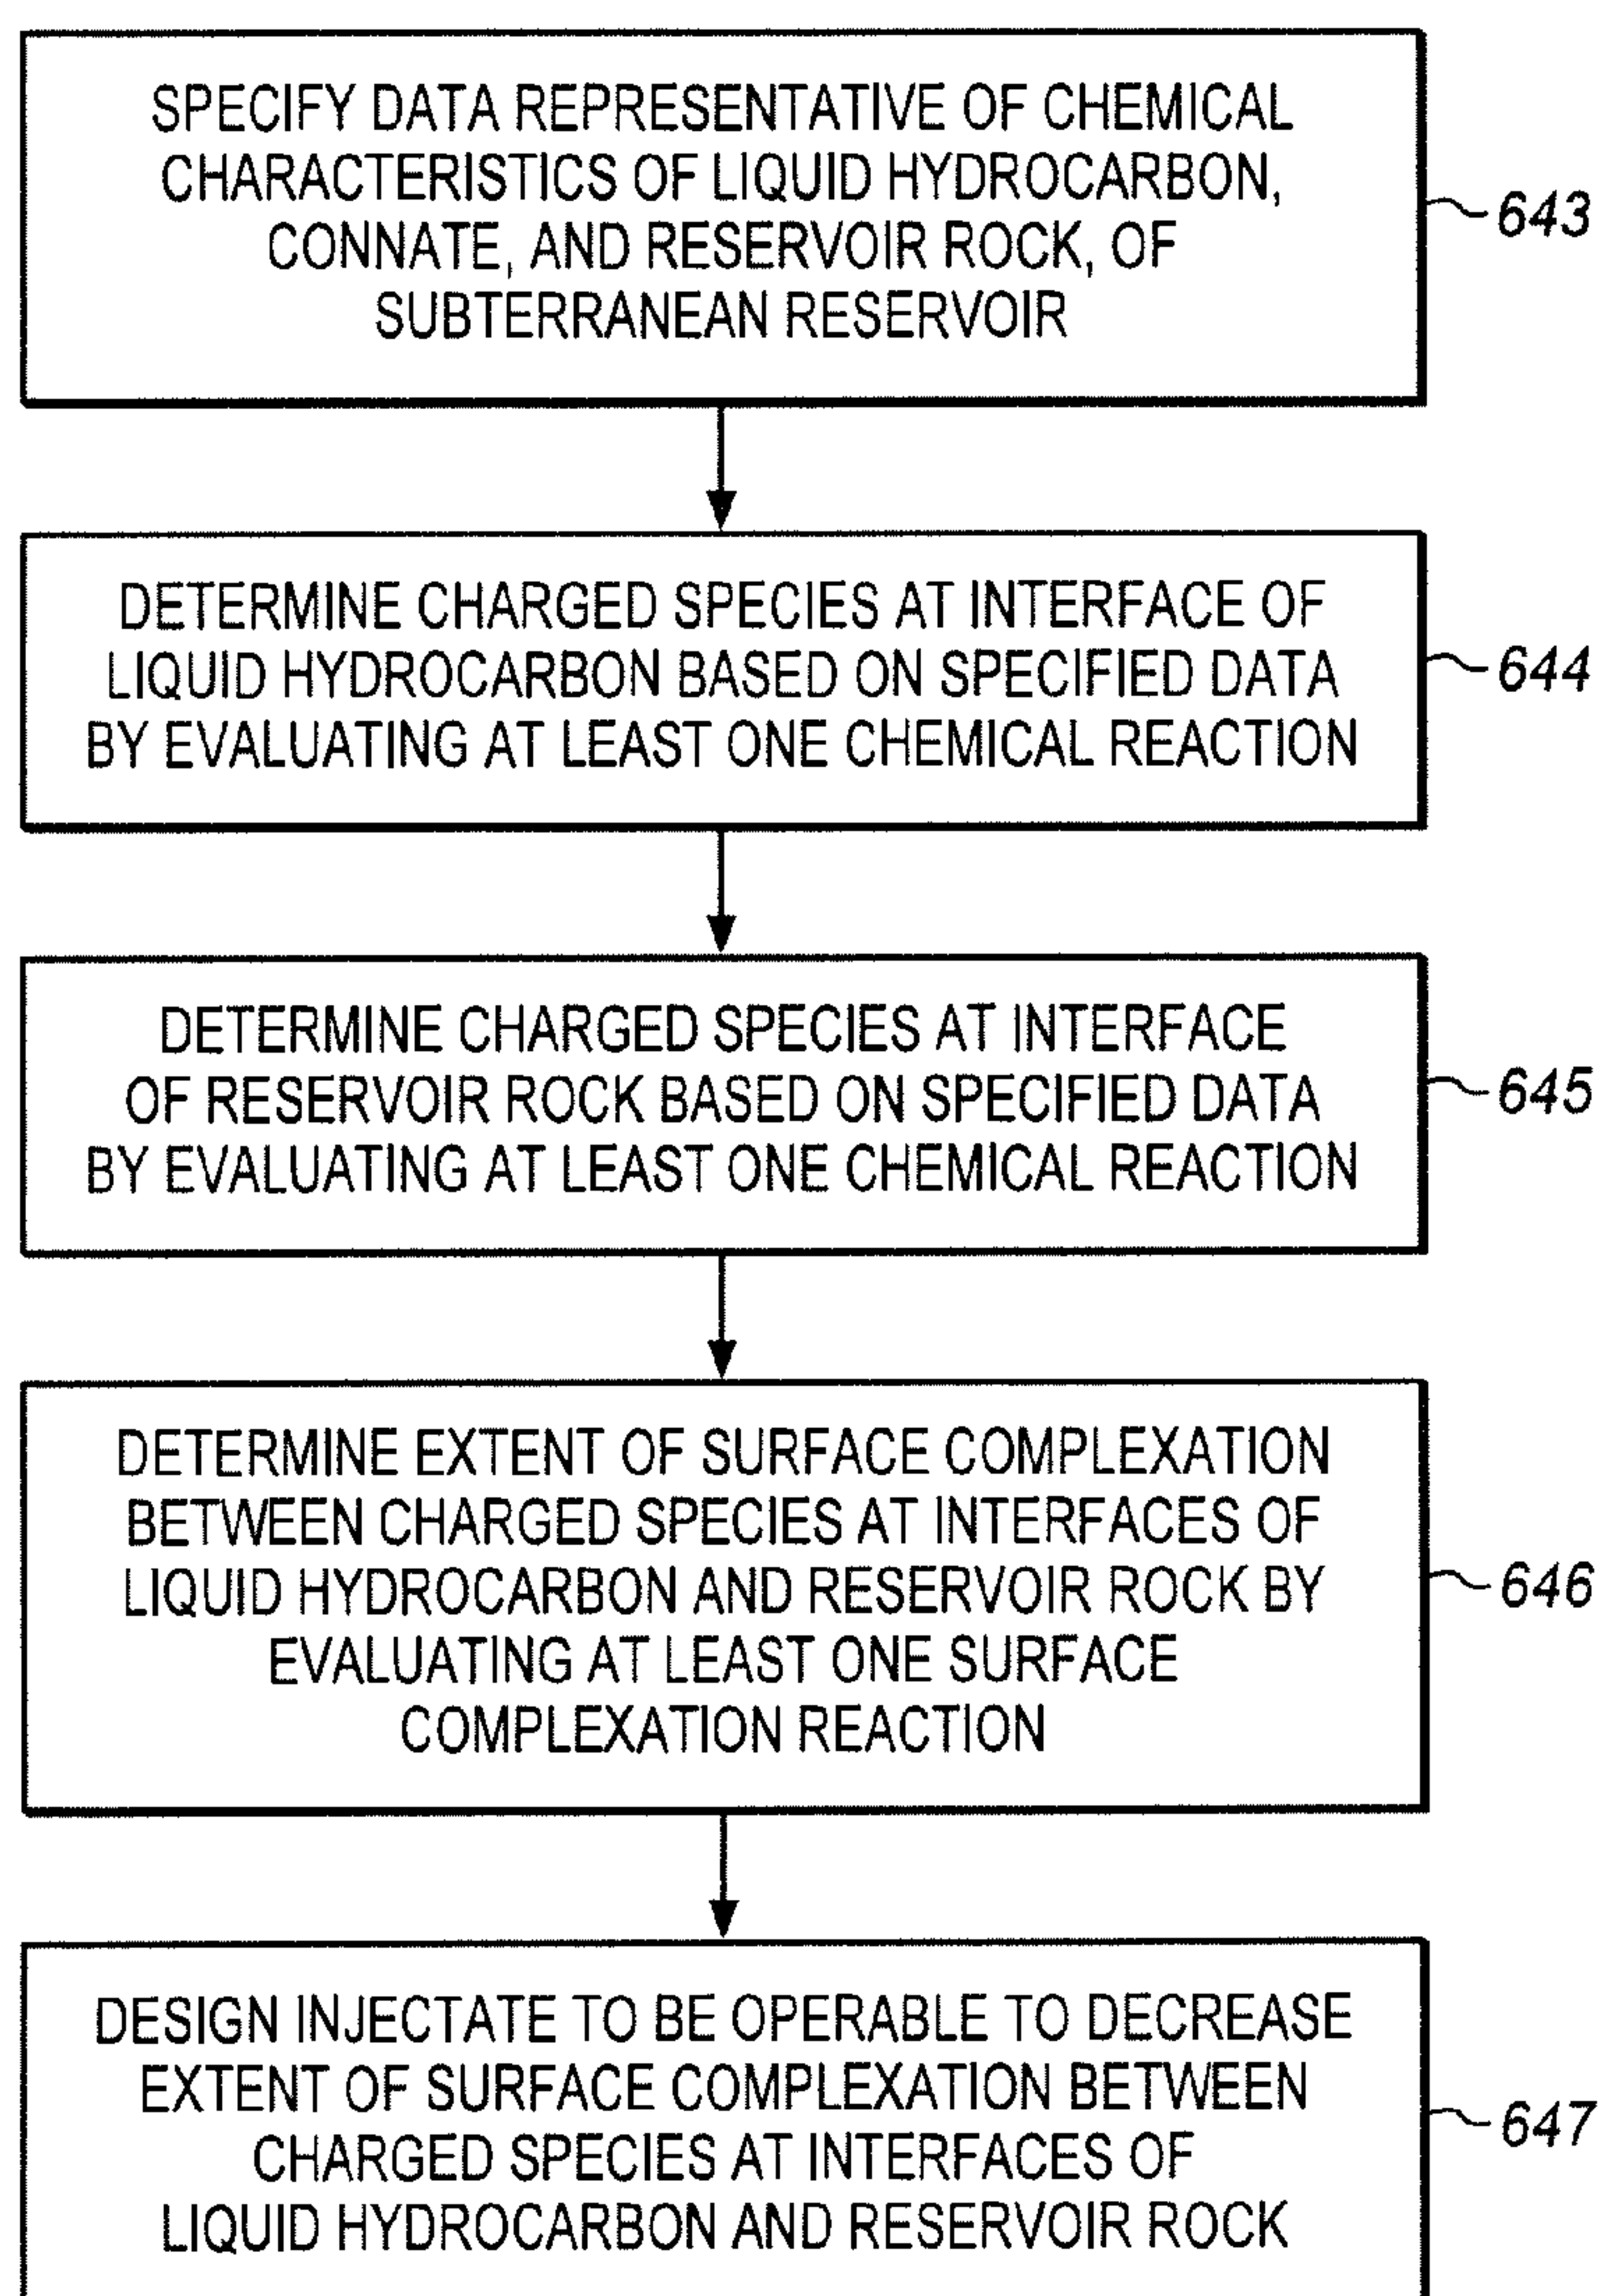 SPECIFY DATA REPRESENTATIVE OF CHEMICAL
CHARACTERISTICS OF LIQUID HYDROCARBON,
CONNATE, AND RESERVOIR ROCK, OF
SUBTERRANEAN RESERVOIR
643
DETERMINE CHARGED SPECIES AT INTERFACE OF
LIQUID HYDROCARBON BASED ON SPECIFIED DATA
BY EVALUATING AT LEAST ONE CHEMICAL REACTION
644
DETERMINE CHARGED SPECIES AT INTERFACE
OF RESERVOIR ROCK BASED ON SPECIFIED DATA
BY EVALUATING AT LEAST ONE CHEMICAL REACTION
645
DETERMINE EXTENT OF SURFACE COMPLEXATION
BETWEEN CHARGED SPECIES AT INTERFACES OF
LIQUID HYDROCARBON AND RESERVOIR ROCK BY
EVALUATING AT LEAST ONE SURFACE
COMPLEXATION REACTION
646
DESIGN INJECTATE TO BE OPERABLE TO DECREASE
EXTENT OF SURFACE COMPLEXATION BETWEEN
CHARGED SPECIES AT INTERFACES OF
LIQUID HYDROCARBON AND RESERVOIR ROCK
647